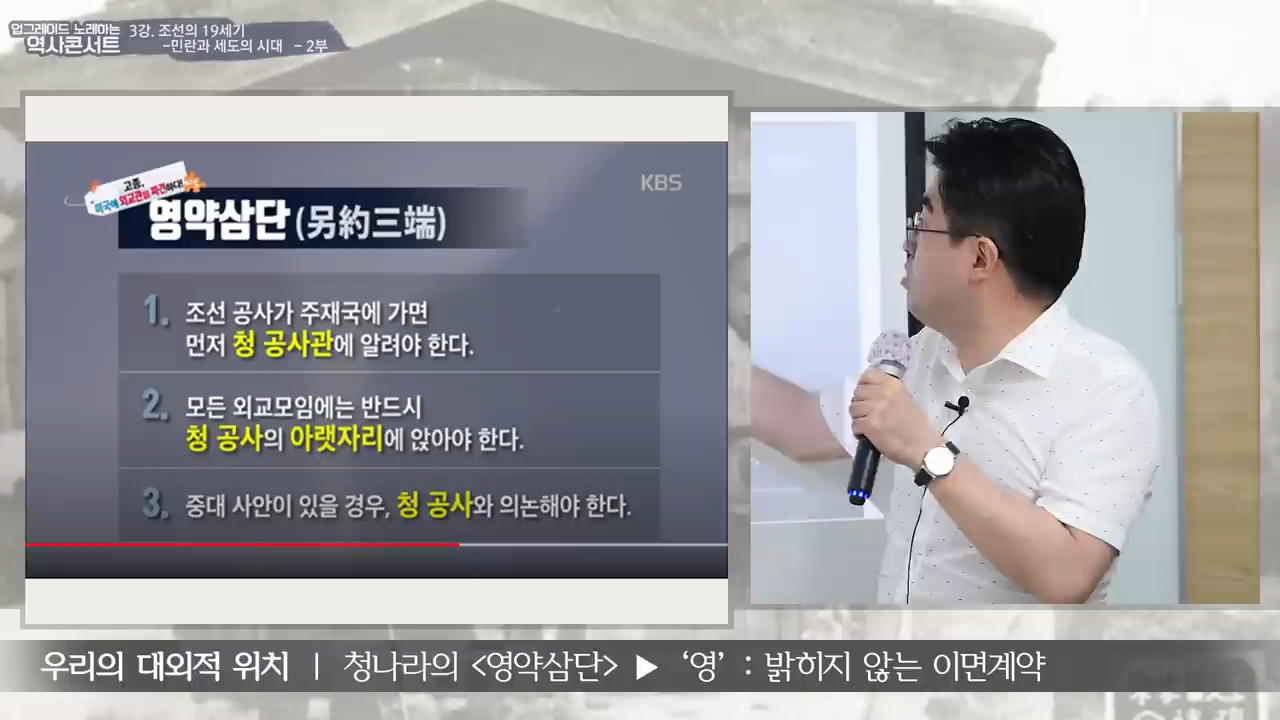 업그레이드 노래하는
역사콘서트
3강. 조선의 19세기
-민란과 세도의 시대 - 2부
KBS
고종,
"미국에 외교관을 파견하다!"
영약삼단(另約三端)
1. 조선 공사가 주재국에 가면
먼저 청 공사관에 알려야 한다.
2. 모든 외교모임에는 반드시
청 공사의 아랫자리에 앉아야 한다.
3. 중대 사안이 있을 경우, 청 공사와 의논해야 한다.
우리의 대외적 위치 | 청나라의 <영약삼단> ▶ ‘영’ : 밝히지 않는 이면계약